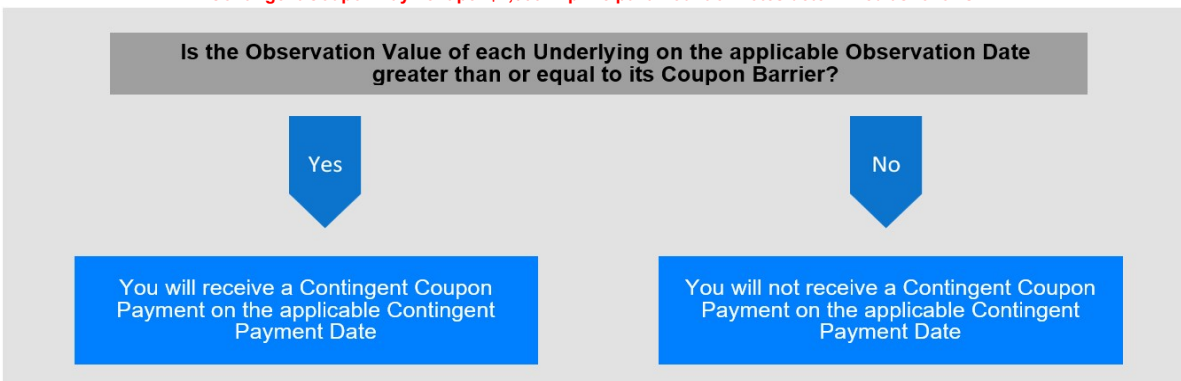 Is the Observation Value of each Underlying on the applicable Observation Date
greater than or equal to its Coupon Barrier?
Yes
No
You will receive a Contingent Coupon
Payment on the applicable Contingent
Payment Date
You will not receive a Contingent Coupon
Payment on the applicable Contingent
Payment Date